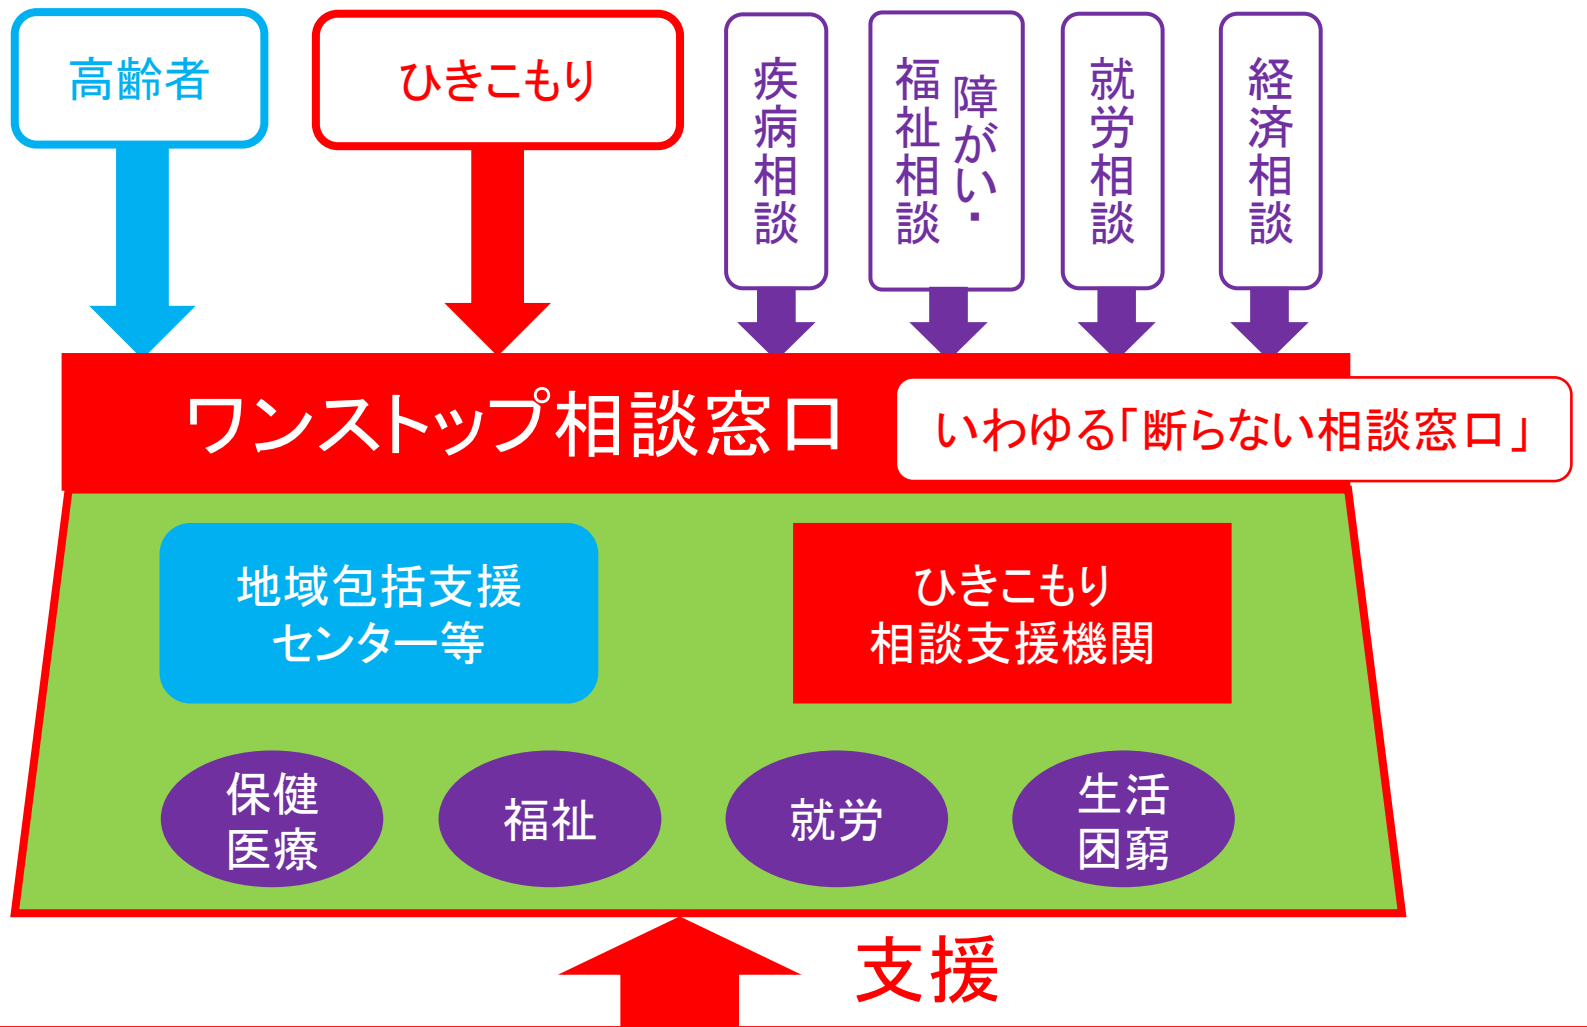 高齢者
ひきこもり
疾病相談
障がい・
福祉相談
就労相談
経済相談
ワンストップ相談窓口
いわゆる「断らない相談窓口」
地域包括支援
センター等
ひきこもり
相談支援機関
保健
医療
福祉
就労
生活
困窮
支援